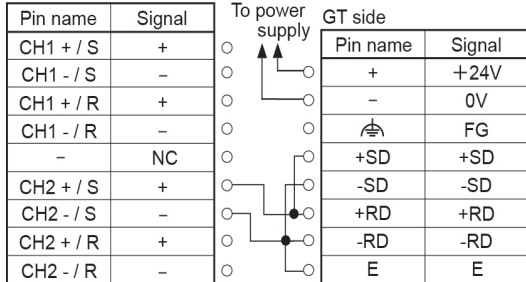 Pin name Signal
CH1 + / S +
CH1 - / S –
CH1 + / R +
CH1 - / R –
– NC
CH2 + / S +
CH2 - / S –
CH2 + / R +
CH2 - / R –
To power
supply
GT side
Pin name Signal
+ +24V
– 0V
FG
+SD +SD
-SD -SD
+RD +RD
-RD -RD
E E